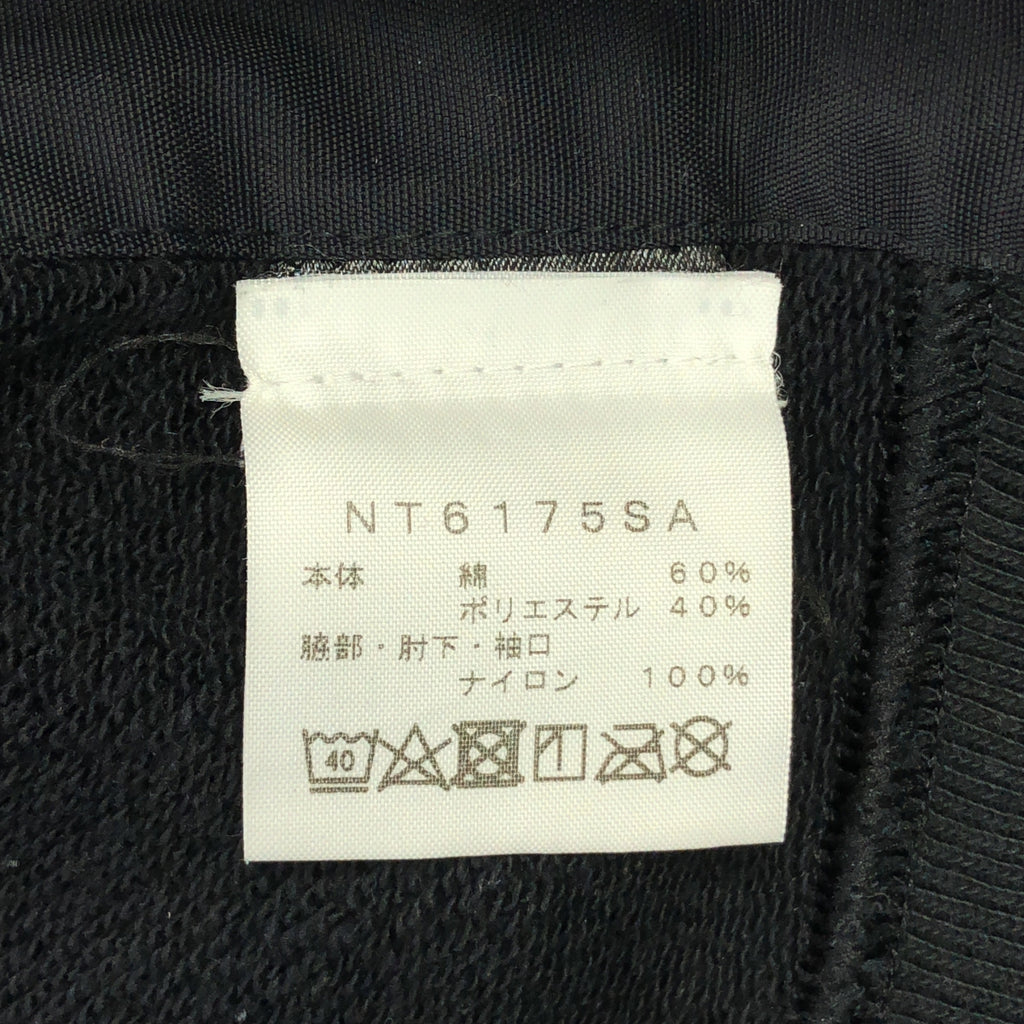 NT6175SA
本体 綿 60%
ポリエステル 40%
脇部・肘下・袖口
ナイロン 100%
40